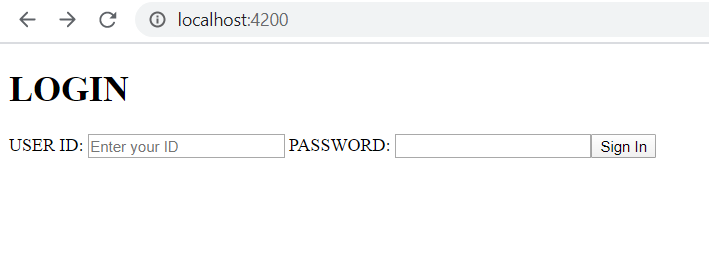 localhost:4200
LOGIN
USER ID: Enter your ID PASSWORD: Sign In